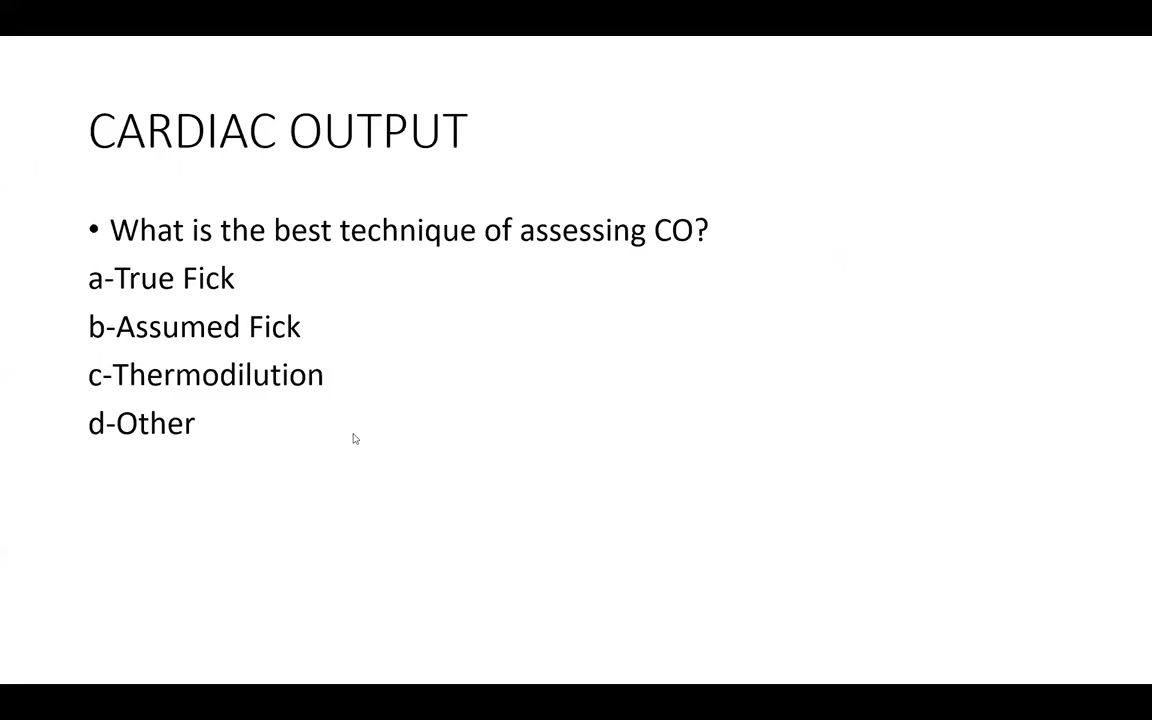 CARDIAC OUTPUT
• What is the best technique of assessing CO?
a-True Fick
b-Assumed Fick
c-Thermodilution
d-Other